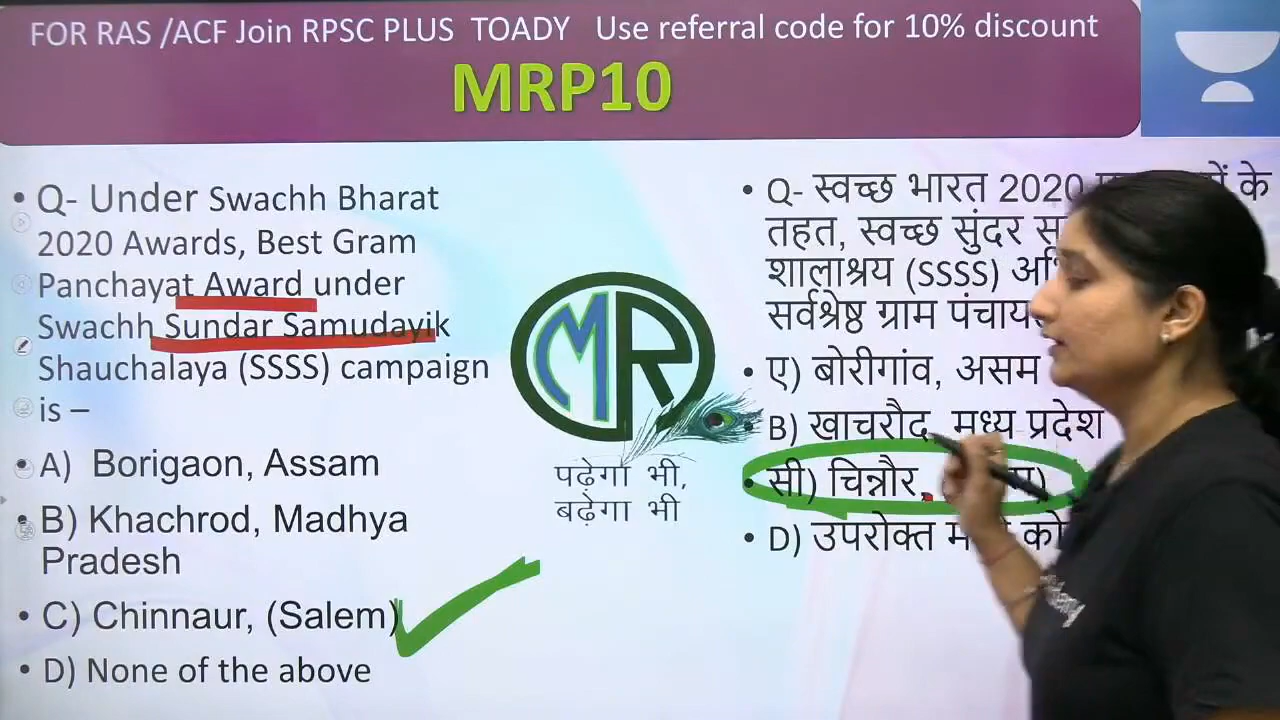 FOR RAS /ACF Join RPSC PLUS TOADY Use referral code for 10% discount
MRP10
• Q- Under Swachh Bharat
2020 Awards, Best Gram
Panchayat Award under
Swachh Sundar Samudayik
Shauchalaya (SSSS) campaign
is –
• A) Borigaon, Assam
• B) Khachrod, Madhya
Pradesh
• C) Chinnaur, (Salem)
• D) None of the above
MR
पढ़ेगा भी,
बढ़ेगा भी
• Q- स्वच्छ भारत 2020 के
तहत, स्वच्छ सुंदर
शालाश्रय (SSSS)
सर्वश्रेष्ठ ग्राम
• ए) बोरीगांव, असम
• B) खाचरौद, मध्य प्रदेश
• सी) चिन्नौर,
• D) उपरोक्त